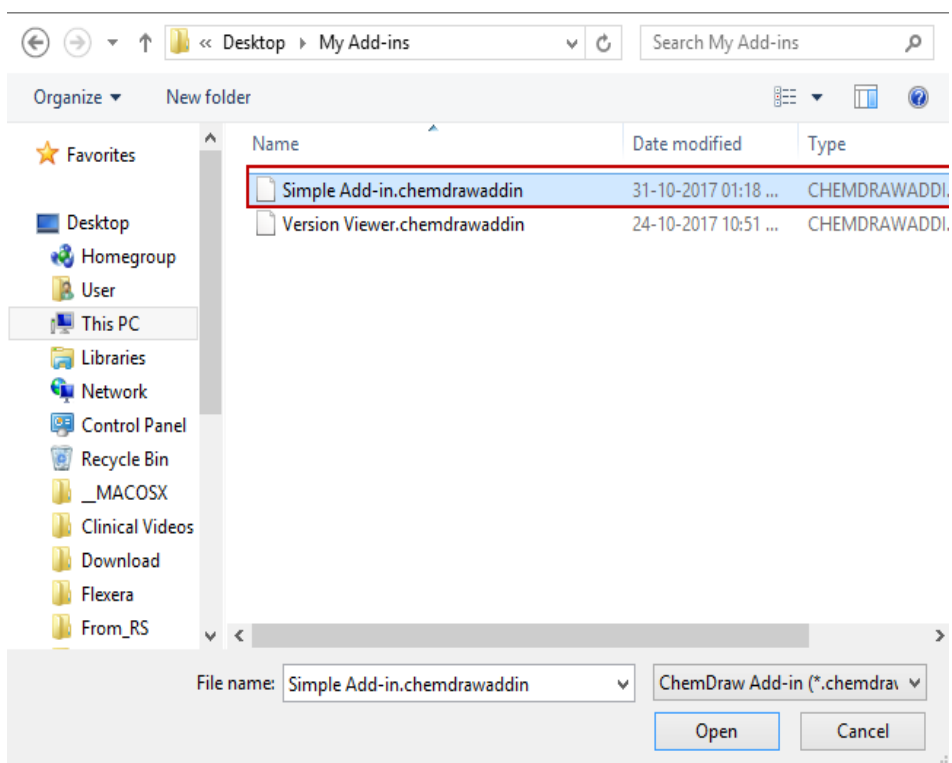 « Desktop My Add-ins Search My Add-ins
Organize New folder
Name Date modified Type
Favorites
Simple Add-in.chemdrawaddin 31-10-2017 01:18 ... CHEMDRAWADDI.
Desktop
Version Viewer.chemdrawaddin 24-10-2017 10:51 ... CHEMDRAWADDI.
Homegroup
User
This PC
Libraries
Network
Control Panel
Recycle Bin
__MACOSX
Clinical Videos
Download
Flexera
From_RS
File name: Simple Add-in.chemdrawaddin ChemDraw Add-in (*.chemdrav
Open Cancel